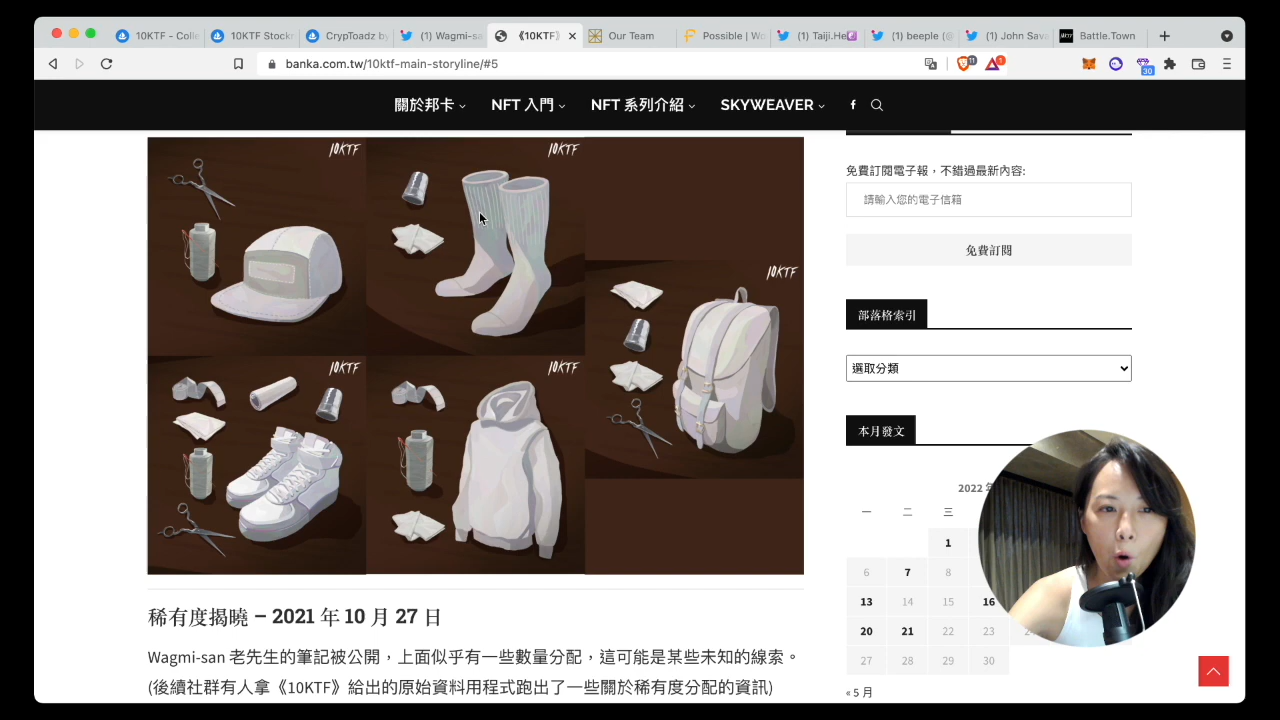 10KTF - Colle
10KTF Stockr
CrypToadz by
(1) Wagmi-sa
《10KTF》
Our Team
Possible | Wo
(1) Taiji.He
(1) beeple (@
(1) John Sava
Battle.Town
banka.com.tw/10ktf-main-storyline/#5
11
1
30
關於邦卡
NFT 入門
NFT 系列介紹
SKYWEAVER
10KTF
10KTF
10KTF
10KTF
10KTF
免費訂閱電子報，不錯過最新內容:
請輸入您的電子信箱
免費訂閱
部落格索引
選取分類
本月發文
2022 年
一 二 三
1
6 7 8
13 14 15 16
20 21 22 23
27 28 29 30
« 5 月
稀有度揭曉 – 2021 年 10 月 27 日
Wagmi-san 老先生的筆記被公開，上面似乎有一些數量分配，這可能是某些未知的線索。
(後續社群有人拿《10KTF》給出的原始資料用程式跑出了一些關於稀有度分配的資訊)